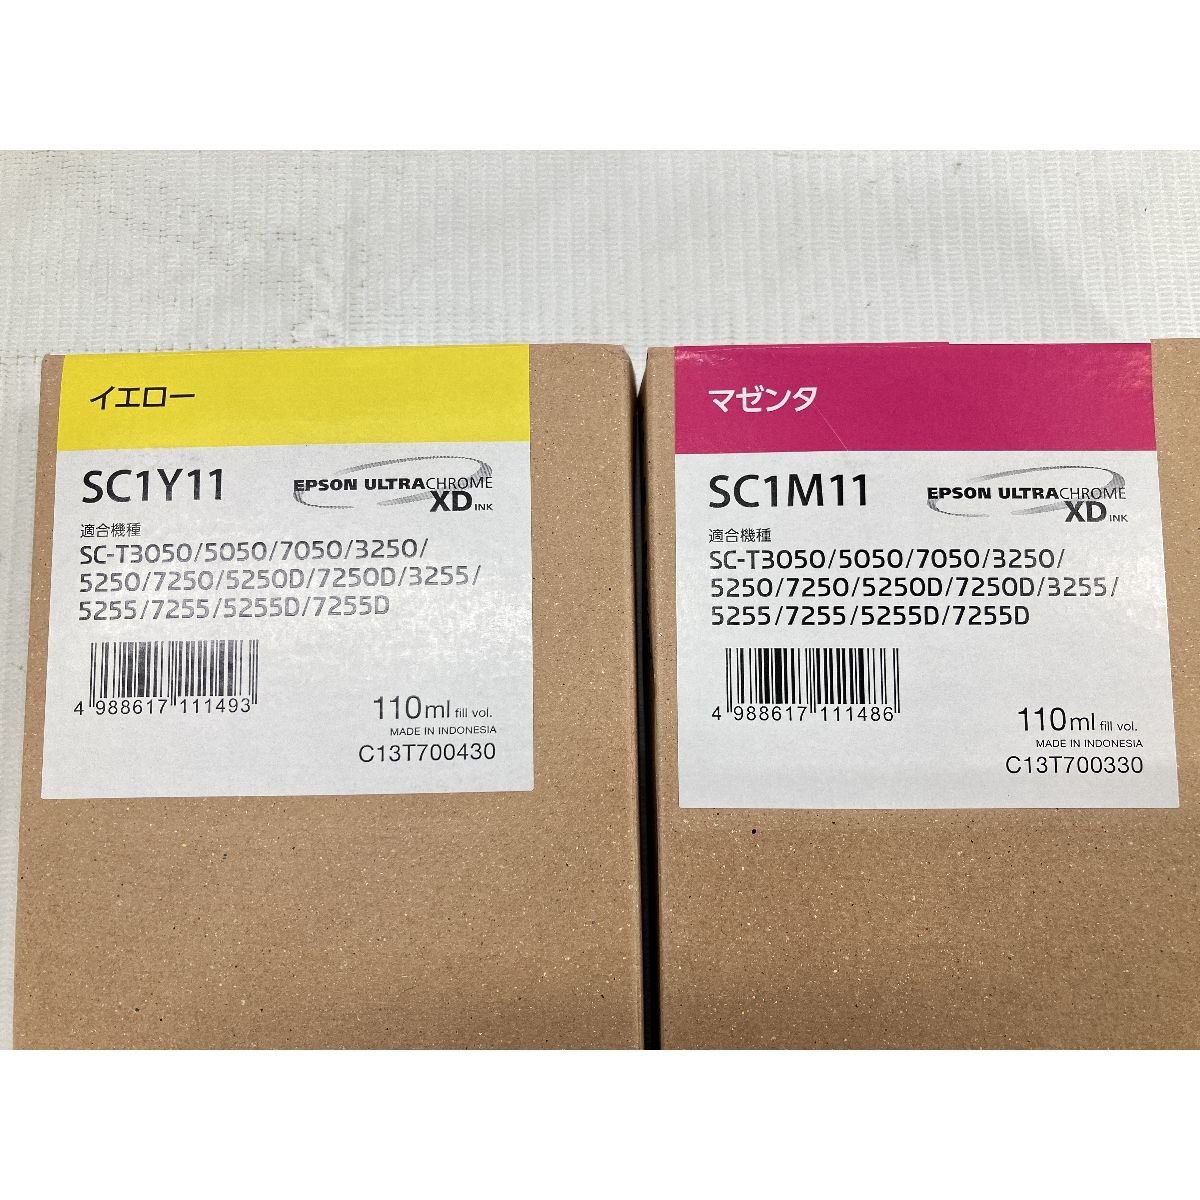 イエロー
SC1Y11
EPSON ULTRACHROME
XD INK
適合機種
SC-T3050/5050/7050/3250/
5250/7250/5250D/7250D/3255/
5255/7255/5255D/7255D
4 988617 111493
110ml fill vol.
MADE IN INDONESIA
C13T700430
マゼンタ
SC1M11
EPSON ULTRACHROME
XD INK
適合機種
SC-T3050/5050/7050/3250/
5250/7250/5250D/7250D/3255/
5255/7255/5255D/7255D
4 988617 111486
110ml fill vol.
MADE IN INDONESIA
C13T700330